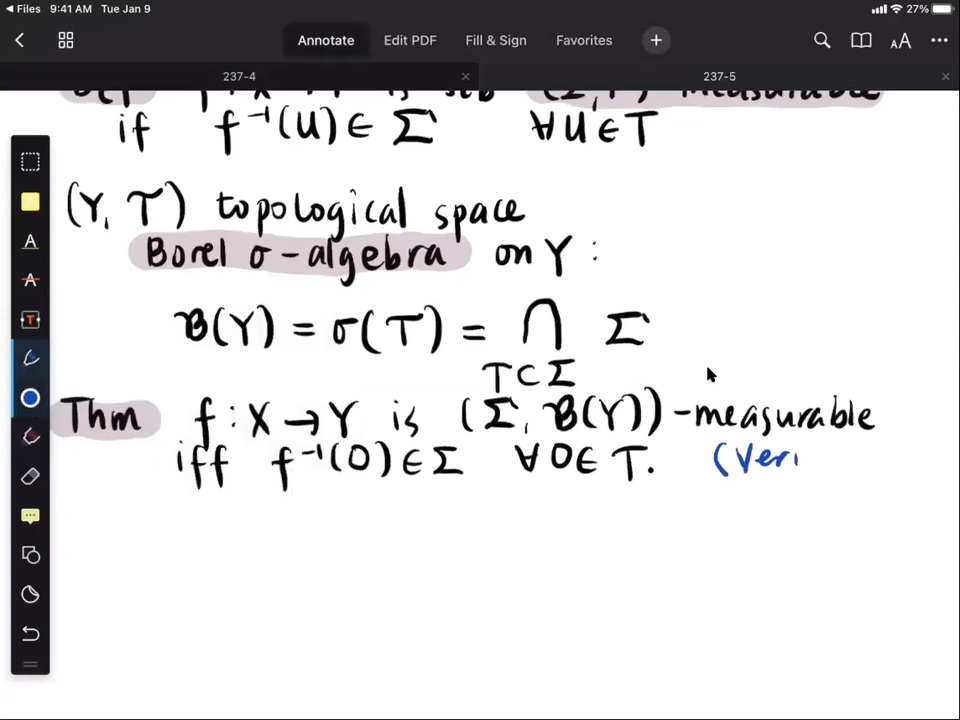 Files 9:41 AM Tue Jan 9 27%
Annotate Edit PDF Fill & Sign Favorites
237-4 237-5
if f⁻¹(U) ∈ Σ ∀U ∈ T
(Y, T) topological space
Borel σ-algebra on Y:
B(Y) = σ(T) = ⋂ Σ
T⊂Σ
Thm f: X → Y is (Σ, B(Y))-measurable
iff f⁻¹(O) ∈ Σ ∀O ∈ T. (Veri